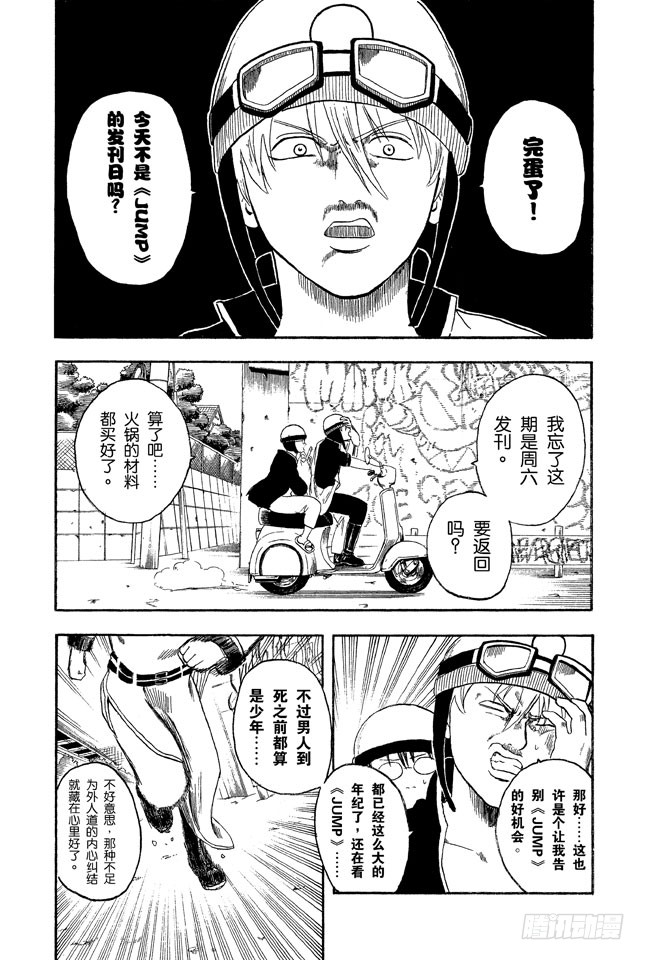 完蛋了！
今天不是《JUMP》
的发刊日吗？
我忘了这
期是周六
发刊。
要返回
吗？
算了吧……
火锅的材料
都买好了。
那好……这也
许是个让我告
别《JUMP》
的好机会。
都已经这么大的
年纪了，还在看
《JUMP》……
不过男人到
死之前都算
是少年……
不好意思，那种不足
为外人道的内心纠结
就藏在心里好了。
腾讯动漫